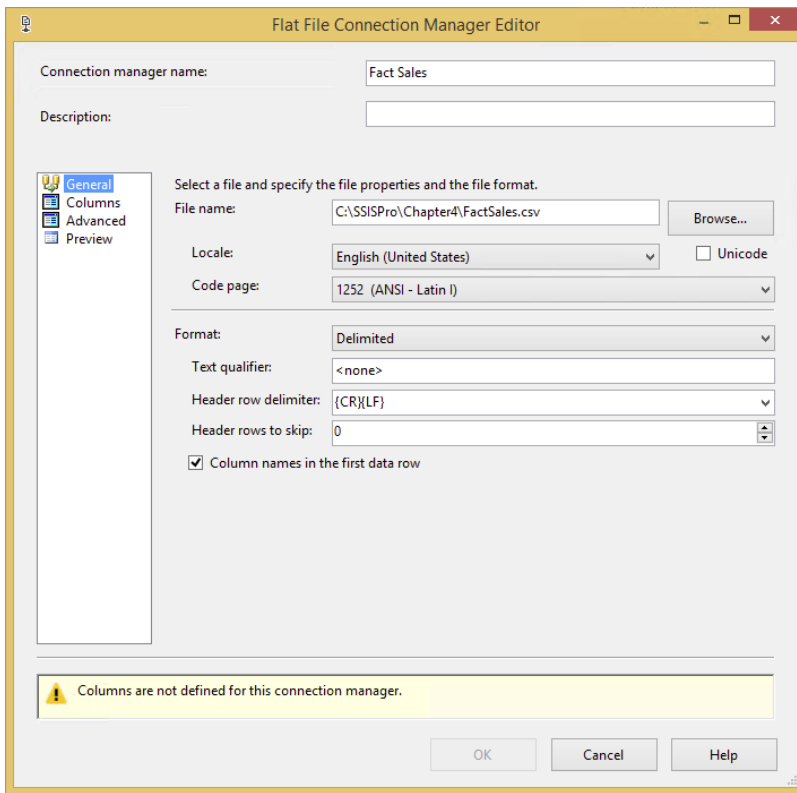 Flat File Connection Manager Editor
Connection manager name: Fact Sales
Description:
General
Columns
Advanced
Preview
Select a file and specify the file properties and the file format.
File name: C:\SSISPro\Chapter4\FactSales.csv Browse...
Locale: English (United States) Unicode
Code page: 1252 (ANSI - Latin I)
Format: Delimited
Text qualifier: <none>
Header row delimiter: {CR}{LF}
Header rows to skip: 0
Column names in the first data row
Columns are not defined for this connection manager.
OK Cancel Help